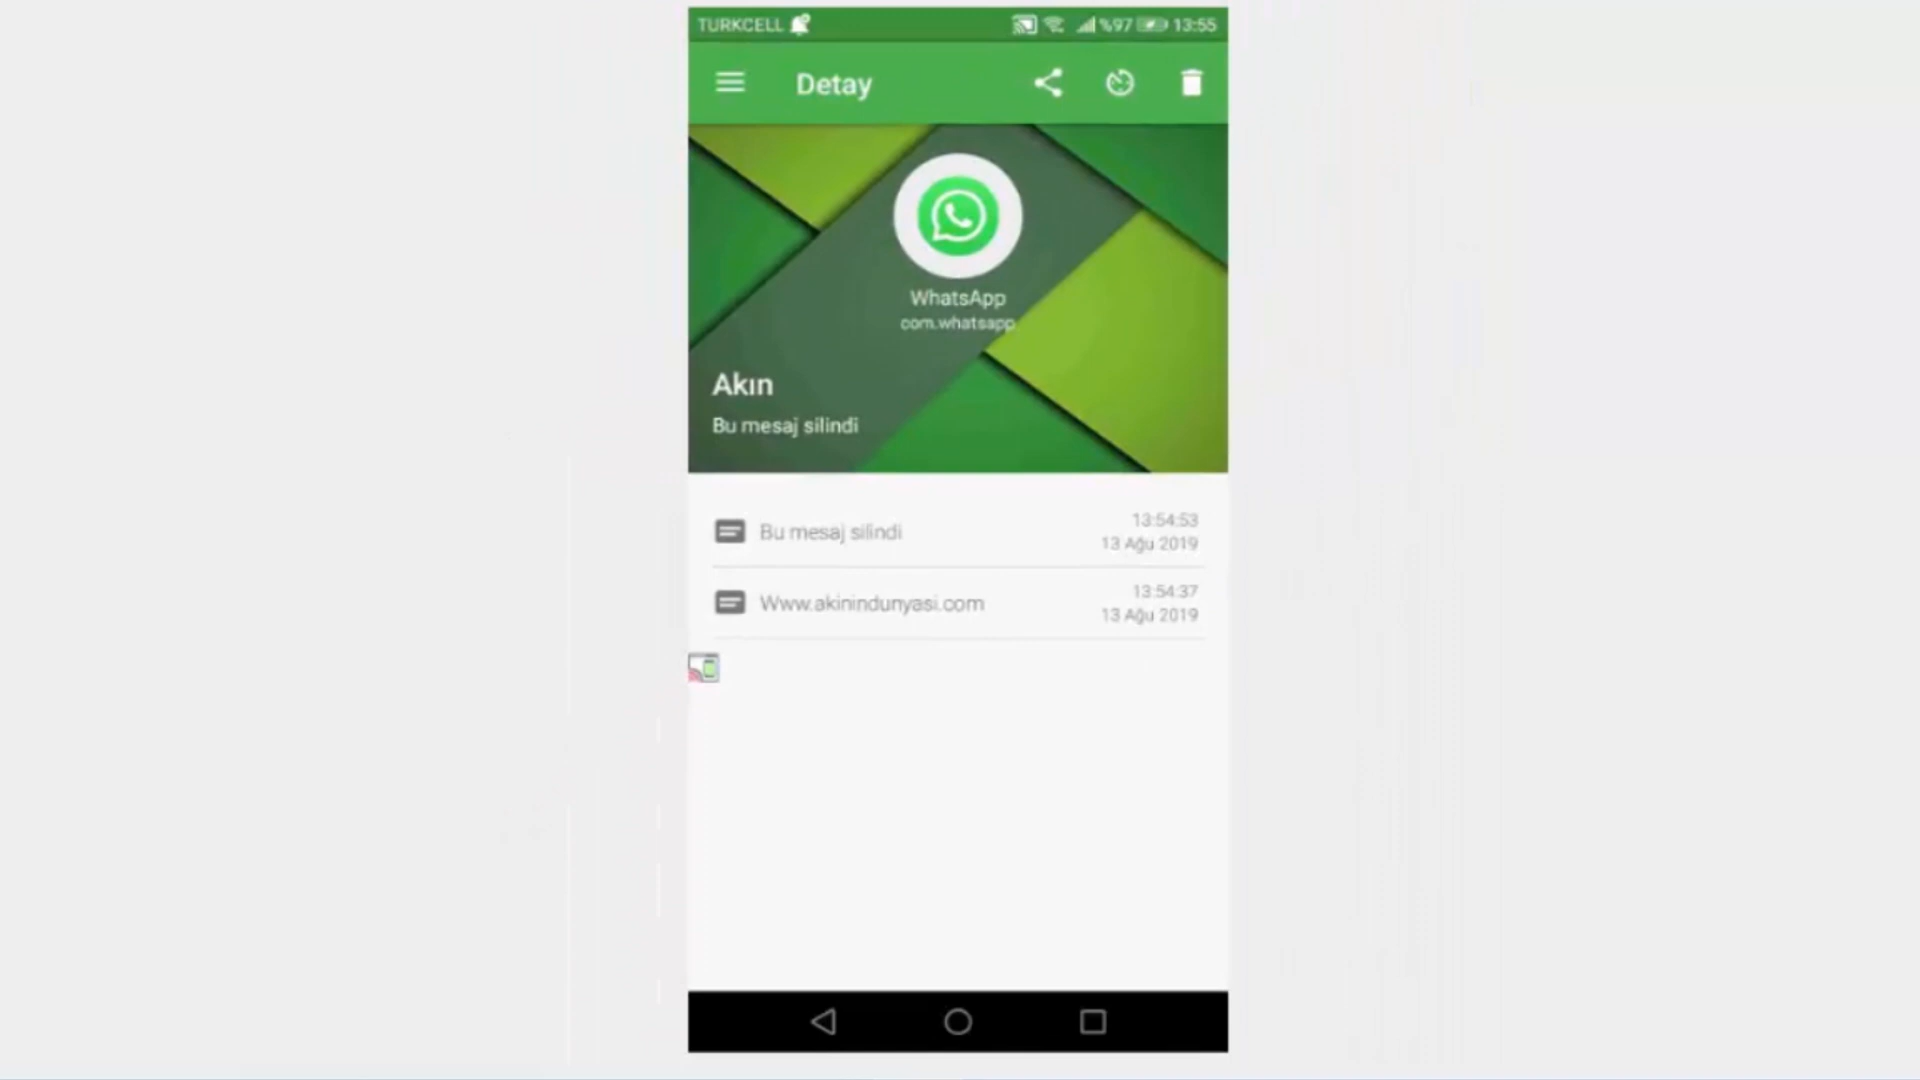 TURKCELL %97 13:55
Detay
WhatsApp
com.whatsapp
Akın
Bu mesaj silindi
Bu mesaj silindi 13:54:53
13 Ağu 2019
Www.akinindunyasi.com 13:54:37
13 Ağu 2019